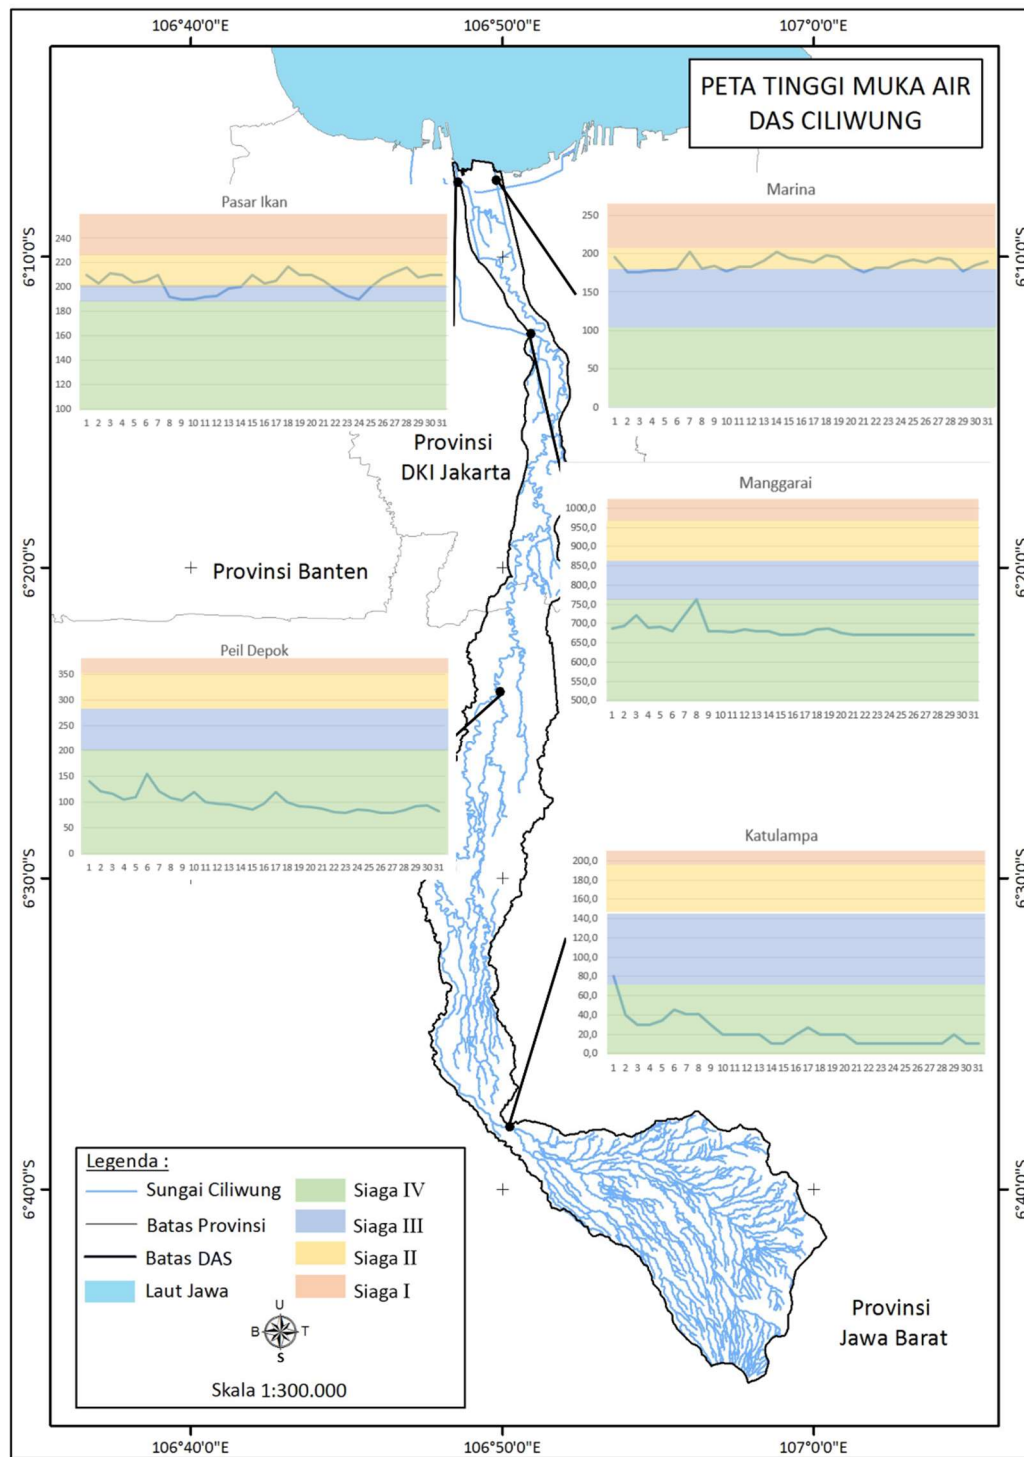 106°40'0"E 106°50'0"E 107°0'0"E
PETA TINGGI MUKA AIR
DAS CILIWUNG
6°10'0"S
6°20'0"S
6°30'0"S
6°40'0"S
Pasar Ikan
240
220
200
180
160
140
120
100
1 2 3 4 5 6 7 8 9 10 11 12 13 14 15 16 17 18 19 20 21 22 23 24 25 26 27 28 29 30 31
Marina
250
200
150
100
50
0
1 2 3 4 5 6 7 8 9 10 11 12 13 14 15 16 17 18 19 20 21 22 23 24 25 26 27 28 29 30 31
Provinsi
DKI Jakarta
Manggarai
1000,0
950,0
900,0
850,0
800,0
750,0
700,0
650,0
600,0
550,0
500,0
1 2 3 4 5 6 7 8 9 10 11 12 13 14 15 16 17 18 19 20 21 22 23 24 25 26 27 28 29 30 31
Provinsi Banten
Peil Depok
350
300
250
200
150
100
50
0
1 2 3 4 5 6 7 8 9 10 11 12 13 14 15 16 17 18 19 20 21 22 23 24 25 26 27 28 29 30 31
Katulampa
200,0
180,0
160,0
140,0
120,0
100,0
80,0
60,0
40,0
20,0
0,0
1 2 3 4 5 6 7 8 9 10 11 12 13 14 15 16 17 18 19 20 21 22 23 24 25 26 27 28 29 30 31
Legenda :
Sungai Ciliwung
Batas Provinsi
Batas DAS
Laut Jawa
Siaga IV
Siaga III
Siaga II
Siaga I
U
B T
S
Skala 1:300.000
Provinsi
Jawa Barat
6°10'0"S
6°20'0"S
6°30'0"S
6°40'0"S
106°40'0"E 106°50'0"E 107°0'0"E